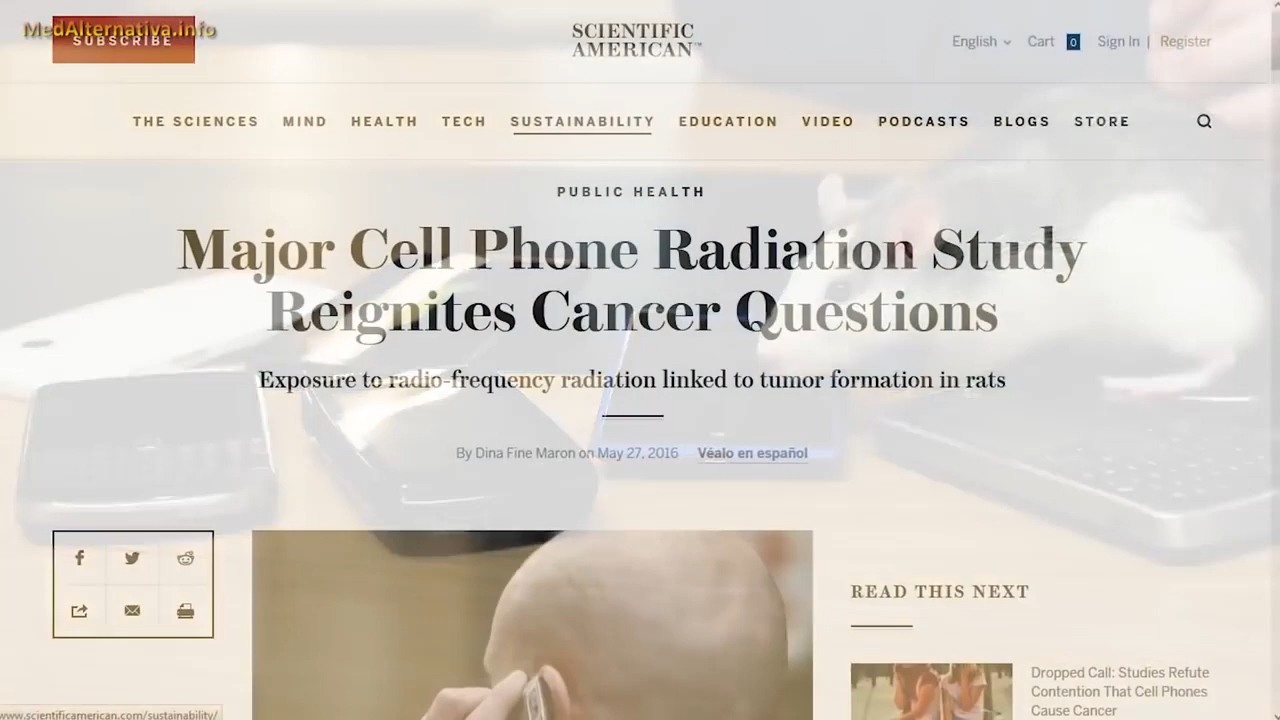 MedAlternativa.info
SUBSCRIBE
SCIENTIFIC
AMERICAN™
English
Cart 0 Sign In | Register
THE SCIENCES MIND HEALTH TECH SUSTAINABILITY EDUCATION VIDEO PODCASTS BLOGS STORE
PUBLIC HEALTH
Major Cell Phone Radiation Study
Reignites Cancer Questions
Exposure to radio-frequency radiation linked to tumor formation in rats
By Dina Fine Maron on May 27, 2016 Véalo en español
READ THIS NEXT
Dropped Call: Studies Refute
Contention That Cell Phones
Cause Cancer
www.scientificamerican.com/sustainability/